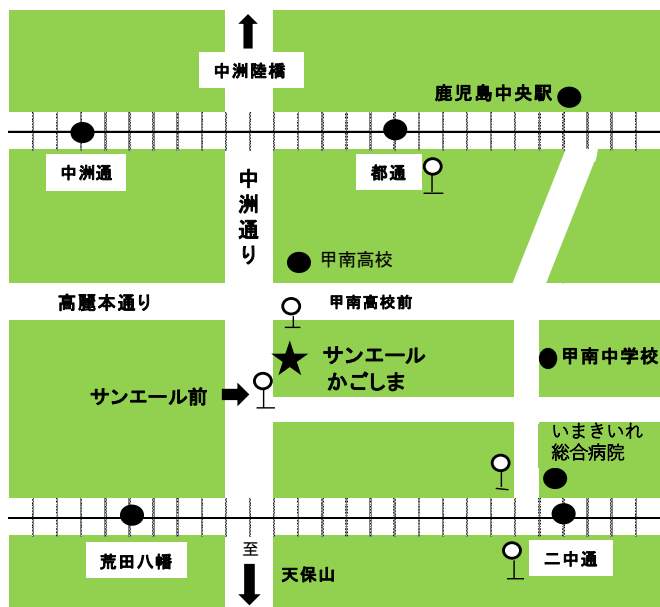 中洲陸橋
鹿児島中央駅
中洲通
都通
中洲通り
甲南高校
高麗本通り
甲南高校前
サンエール
かごしま
甲南中学校
サンエール前
いまきいれ
総合病院
荒田八幡
至
天保山
二中通